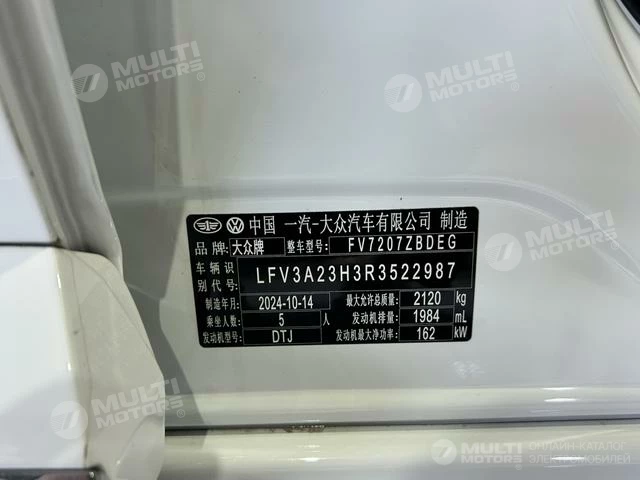 中国 一汽-大众汽车有限公司 制造
品牌: 大众牌 整车型号: FV7207ZBDEG
车辆识别代号: LFV3A23H3R3522987
制造年月: 2024-10-14 最大允许总质量: 2120 kg
乘坐人数: 5 人 发动机排量: 1984 mL
发动机型号: DTJ 发动机最大净功率: 162 kW
MULTI MOTORS
MULTI MOTORS
MULTI MOTORS
MULTI MOTORS
MULTI MOTORS
ОНЛАЙН-КАТАЛОГ
ЭЛЕКТРОМОБИЛЕЙ